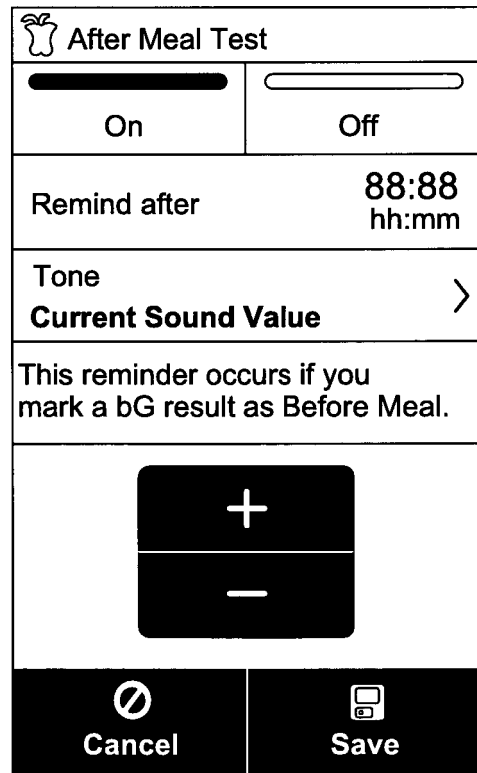 After Meal Test
On
Off
Remind after
88:88
hh:mm
Tone
Current Sound Value
This reminder occurs if you
mark a bG result as Before Meal.
+
−
Cancel
Save